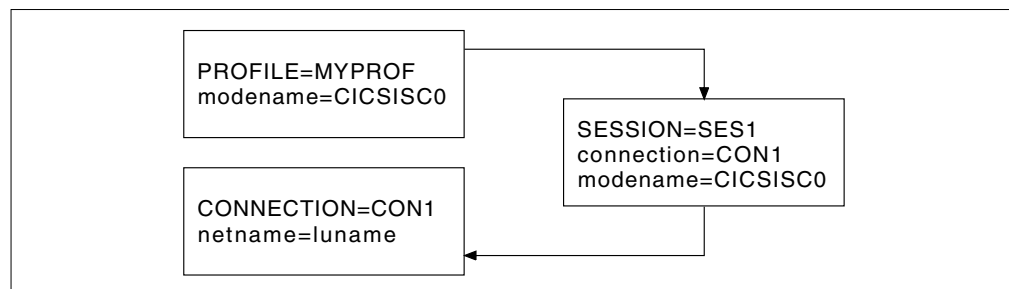 PROFILE=MYPROF
modename=CICSISC0
SESSION=SES1
connection=CON1
modename=CICSISC0
CONNECTION=CON1
netname=luname